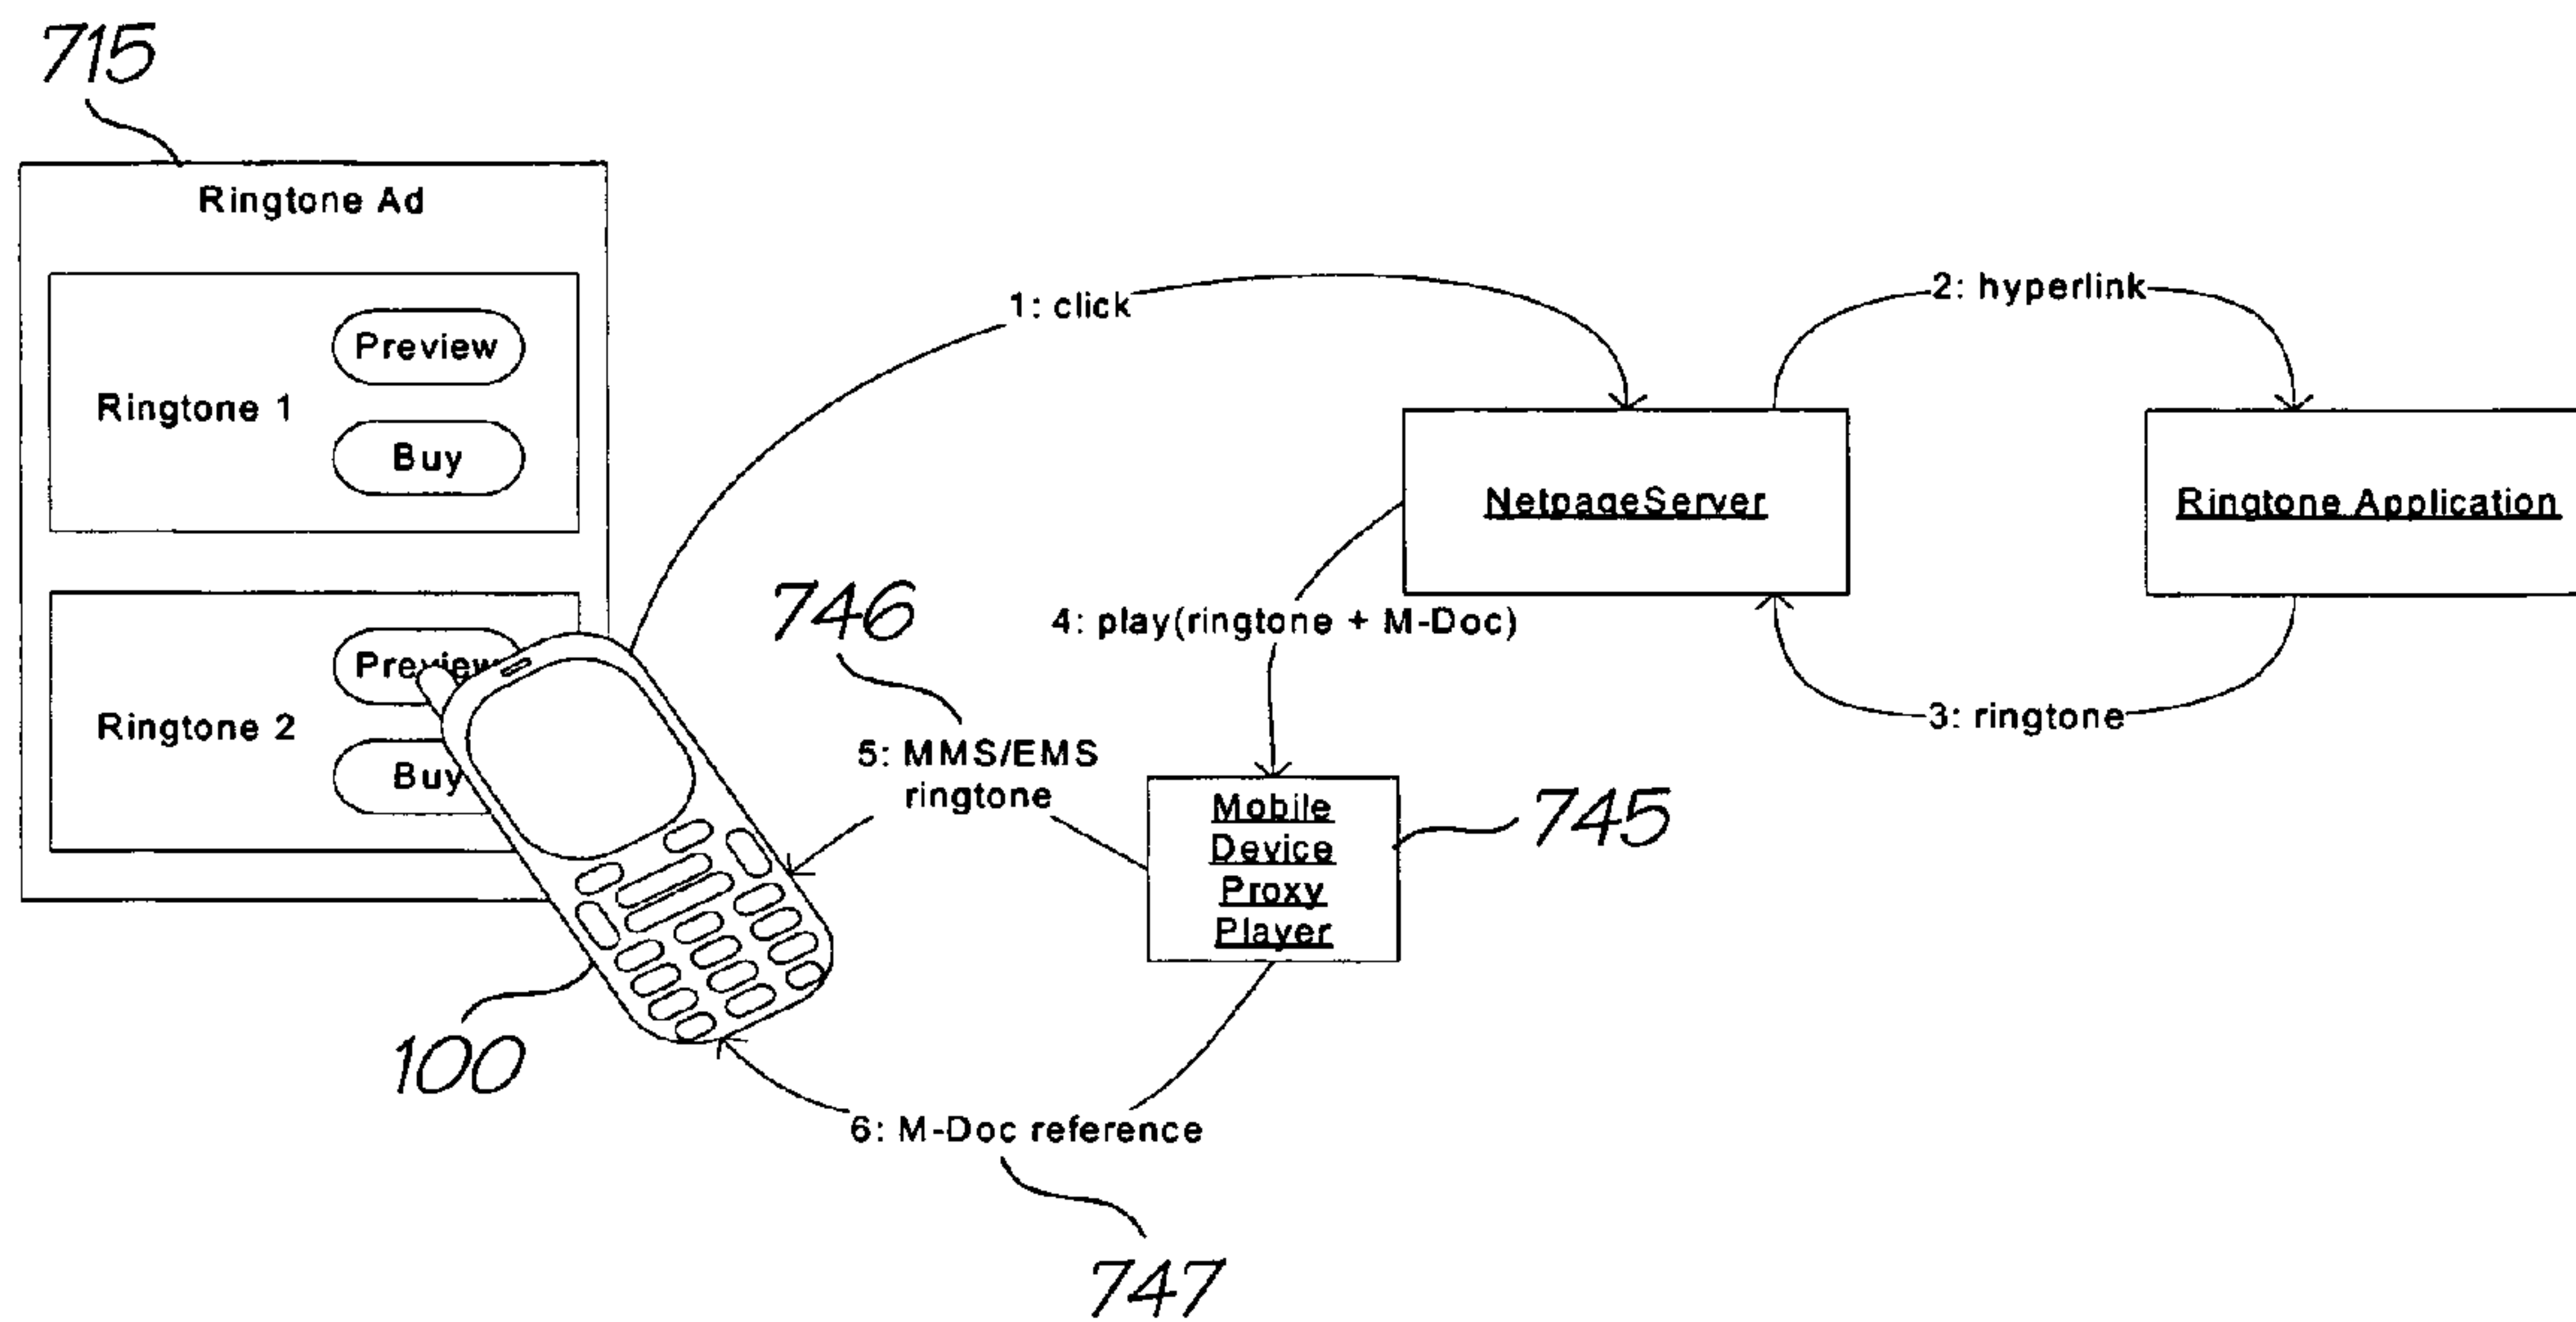 715
Ringtone Ad
Preview
Ringtone 1
Buy
Preview
Ringtone 2
Buy
100
1: click
2: hyperlink
NetpageServer
Ringtone Application
3: ringtone
4: play(ringtone + M-Doc)
746
5: MMS/EMS
ringtone
Mobile
Device
Proxy
Player
745
6: M-Doc reference
747